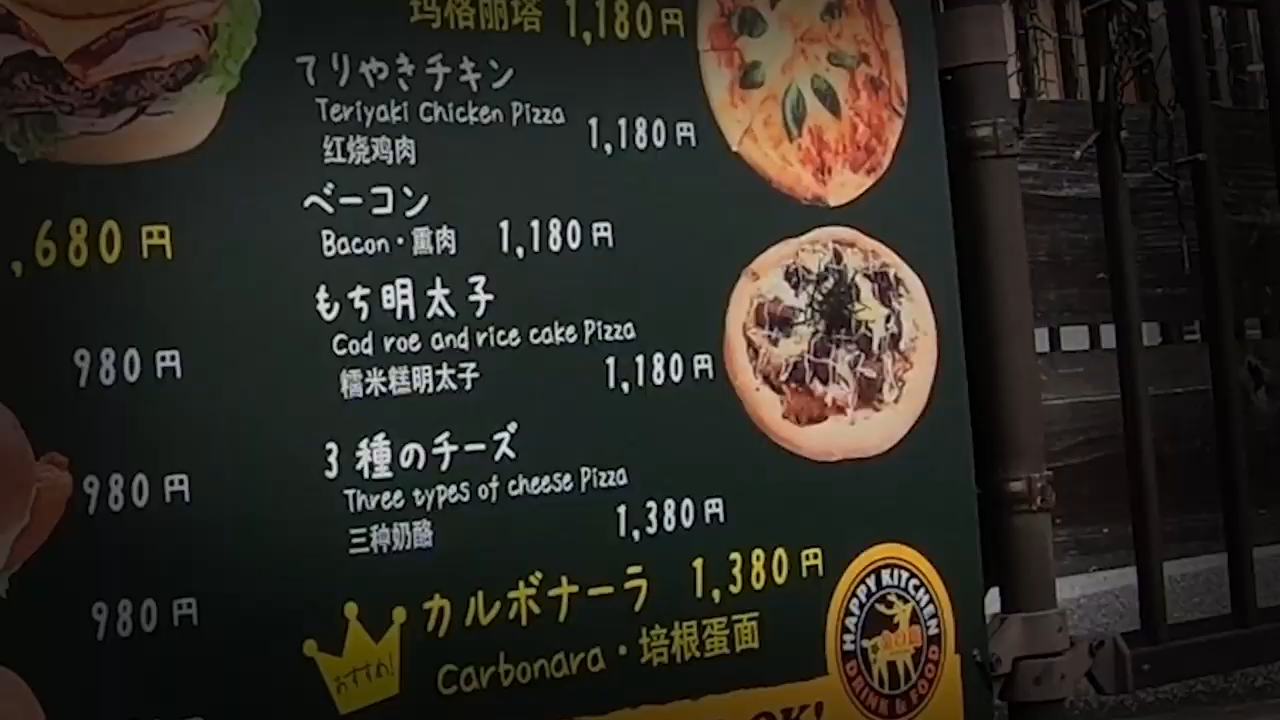 玛格丽塔 1,180円
てりやきチキン
Teriyaki Chicken Pizza
红烧鸡肉 1,180円
ベーコン
Bacon・熏肉 1,180円
もち明太子
Cod roe and rice cake Pizza
糯米糕明太子 1,180円
3種のチーズ
Three types of cheese Pizza
三种奶酪 1,380円
カルボナーラ 1,380円
Carbonara・培根蛋面
おすすめ!
,680円
980円
980円
980円
HAPPY KITCHEN
DRINK & FOOD
OK!